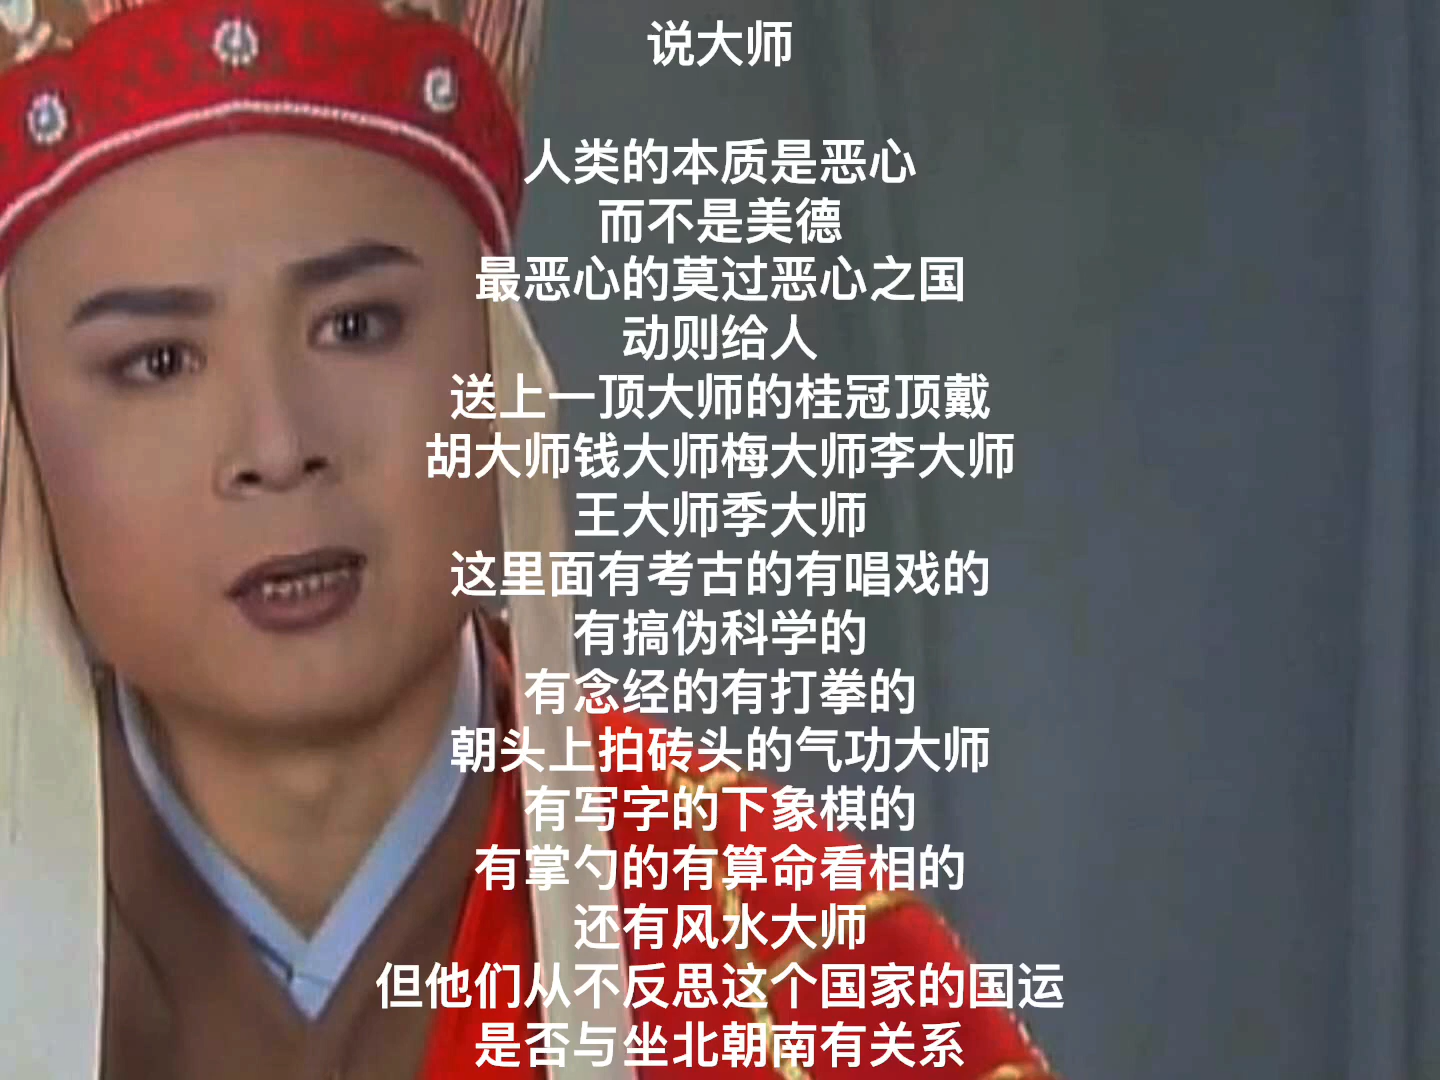 说大师
人类的本质是恶心
而不是美德
最恶心的莫过恶心之国
动则给人
送上一顶大师的桂冠顶戴
胡大师钱大师梅大师李大师
王大师季大师
这里面有考古的有唱戏的
有搞伪科学的
有念经的有打拳的
朝头上拍砖头的气功大师
有写字的下象棋的
有掌勺的有算命看相的
还有风水大师
但他们从不反思这个国家的国运
是否与坐北朝南有关系